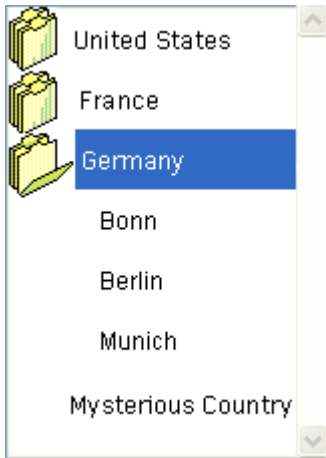 United States
France
Germany
Bonn
Berlin
Munich
Mysterious Country